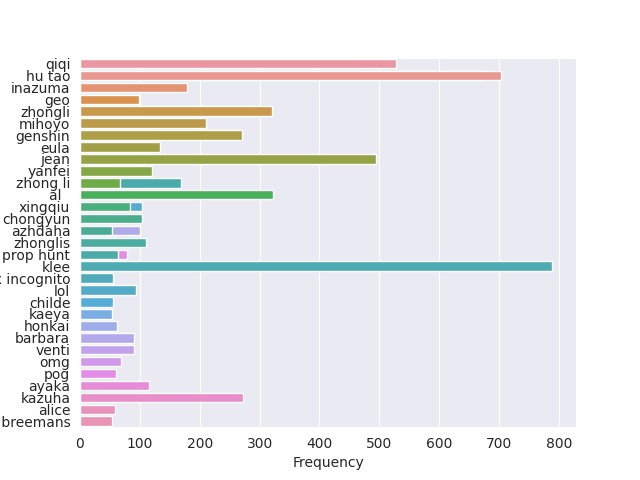 qiqi
hu tao
inazuma
geo
zhongli
mihoyo
genshin
eula
jean
yanfei
zhong li
al
xingqiu
chongyun
azhdaha
zhonglis
prop hunt
klee
x incognito
lol
childe
kaeya
honkai
barbara
venti
omg
pog
ayaka
kazuha
alice
breemans
0 100 200 300 400 500 600 700 800
Frequency